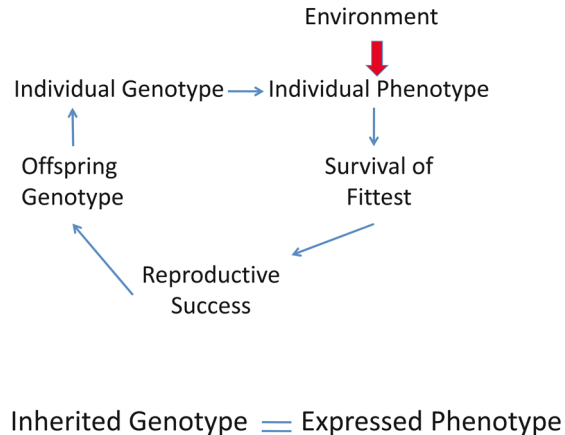 Environment
Individual Genotype
Individual Phenotype
Offspring
Genotype
Survival of
Fittest
Reproductive
Success
Inherited Genotype = Expressed Phenotype